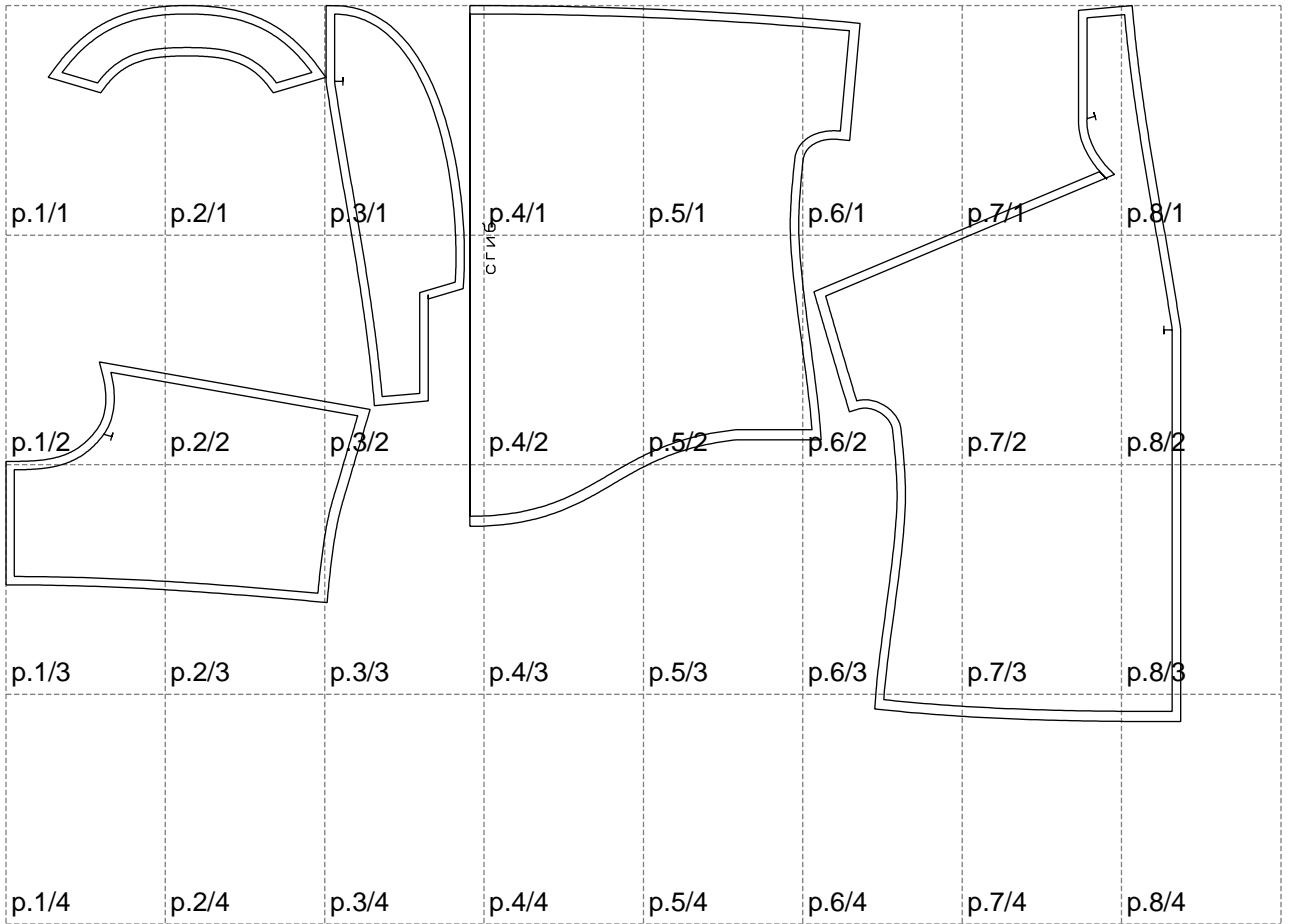 p.1/1 p.2/1 p.3/1 p.4/1 p.5/1 p.6/1 p.7/1 p.8/1
сгиб
p.1/2 p.2/2 p.3/2 p.4/2 p.5/2 p.6/2 p.7/2 p.8/2
p.1/3 p.2/3 p.3/3 p.4/3 p.5/3 p.6/3 p.7/3 p.8/3
p.1/4 p.2/4 p.3/4 p.4/4 p.5/4 p.6/4 p.7/4 p.8/4